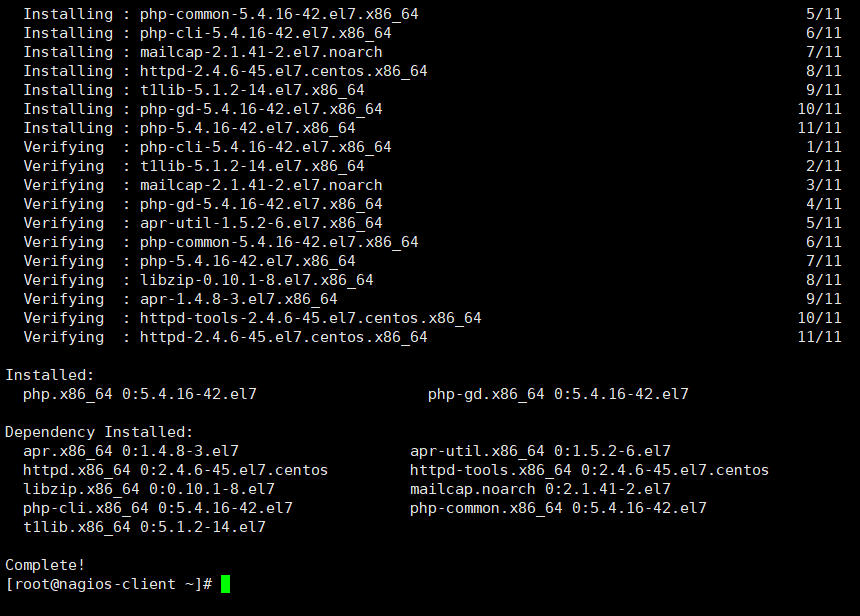 Installing : php-common-5.4.16-42.el7.x86_64 5/11
Installing : php-cli-5.4.16-42.el7.x86_64 6/11
Installing : mailcap-2.1.41-2.el7.noarch 7/11
Installing : httpd-2.4.6-45.el7.centos.x86_64 8/11
Installing : t1lib-5.1.2-14.el7.x86_64 9/11
Installing : php-gd-5.4.16-42.el7.x86_64 10/11
Installing : php-5.4.16-42.el7.x86_64 11/11
Verifying  : php-cli-5.4.16-42.el7.x86_64 1/11
Verifying  : t1lib-5.1.2-14.el7.x86_64 2/11
Verifying  : mailcap-2.1.41-2.el7.noarch 3/11
Verifying  : php-gd-5.4.16-42.el7.x86_64 4/11
Verifying  : apr-util-1.5.2-6.el7.x86_64 5/11
Verifying  : php-common-5.4.16-42.el7.x86_64 6/11
Verifying  : php-5.4.16-42.el7.x86_64 7/11
Verifying  : libzip-0.10.1-8.el7.x86_64 8/11
Verifying  : apr-1.4.8-3.el7.x86_64 9/11
Verifying  : httpd-tools-2.4.6-45.el7.centos.x86_64 10/11
Verifying  : httpd-2.4.6-45.el7.centos.x86_64 11/11
Installed:
php.x86_64 0:5.4.16-42.el7 php-gd.x86_64 0:5.4.16-42.el7
Dependency Installed:
apr.x86_64 0:1.4.8-3.el7 apr-util.x86_64 0:1.5.2-6.el7
httpd.x86_64 0:2.4.6-45.el7.centos httpd-tools.x86_64 0:2.4.6-45.el7.centos
libzip.x86_64 0:0.10.1-8.el7 mailcap.noarch 0:2.1.41-2.el7
php-cli.x86_64 0:5.4.16-42.el7 php-common.x86_64 0:5.4.16-42.el7
t1lib.x86_64 0:5.1.2-14.el7
Complete!
[root@nagios-client ~]#